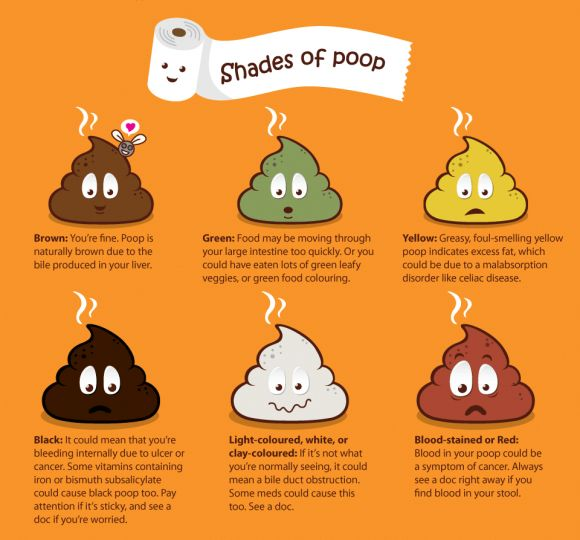 Shades of poop
Brown: You're fine. Poop is
naturally brown due to the
bile produced in your liver.
Green: Food may be moving through
your large intestine too quickly. Or you
could have eaten lots of green leafy
veggies, or green food colouring.
Yellow: Greasy, foul-smelling yellow
poop indicates excess fat, which
could be due to a malabsorption
disorder like celiac disease.
Black: It could mean that you're
bleeding internally due to ulcer or
cancer. Some vitamins containing
iron or bismuth subsalicylate
could cause black poop too. Pay
attention if it's sticky, and see a
doc if you're worried.
Light-coloured, white, or
clay-coloured: If it's not what
you're normally seeing, it could
mean a bile duct obstruction.
Some meds could cause this
too. See a doc.
Blood-stained or Red:
Blood in your poop could be
a symptom of cancer. Always
see a doc right away if you
find blood in your stool.